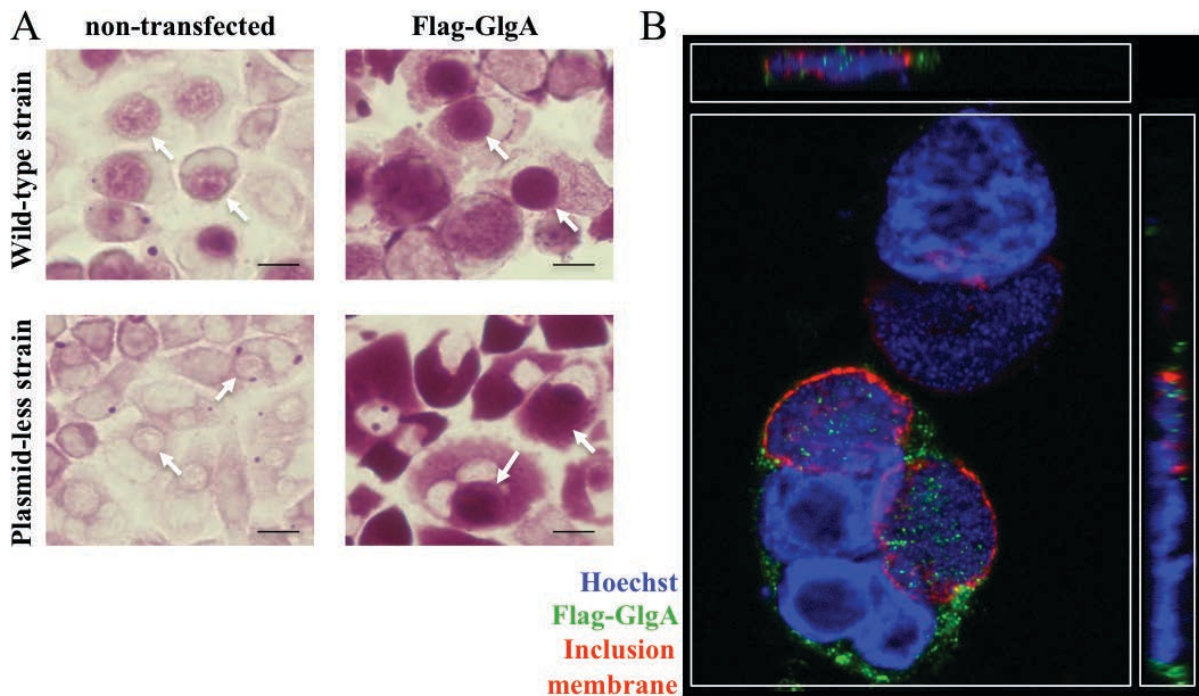 A
non-transfected
Flag-GlgA
B
Wild-type strain
Plasmid-less strain
Hoechst
Flag-GlgA
Inclusion
membrane